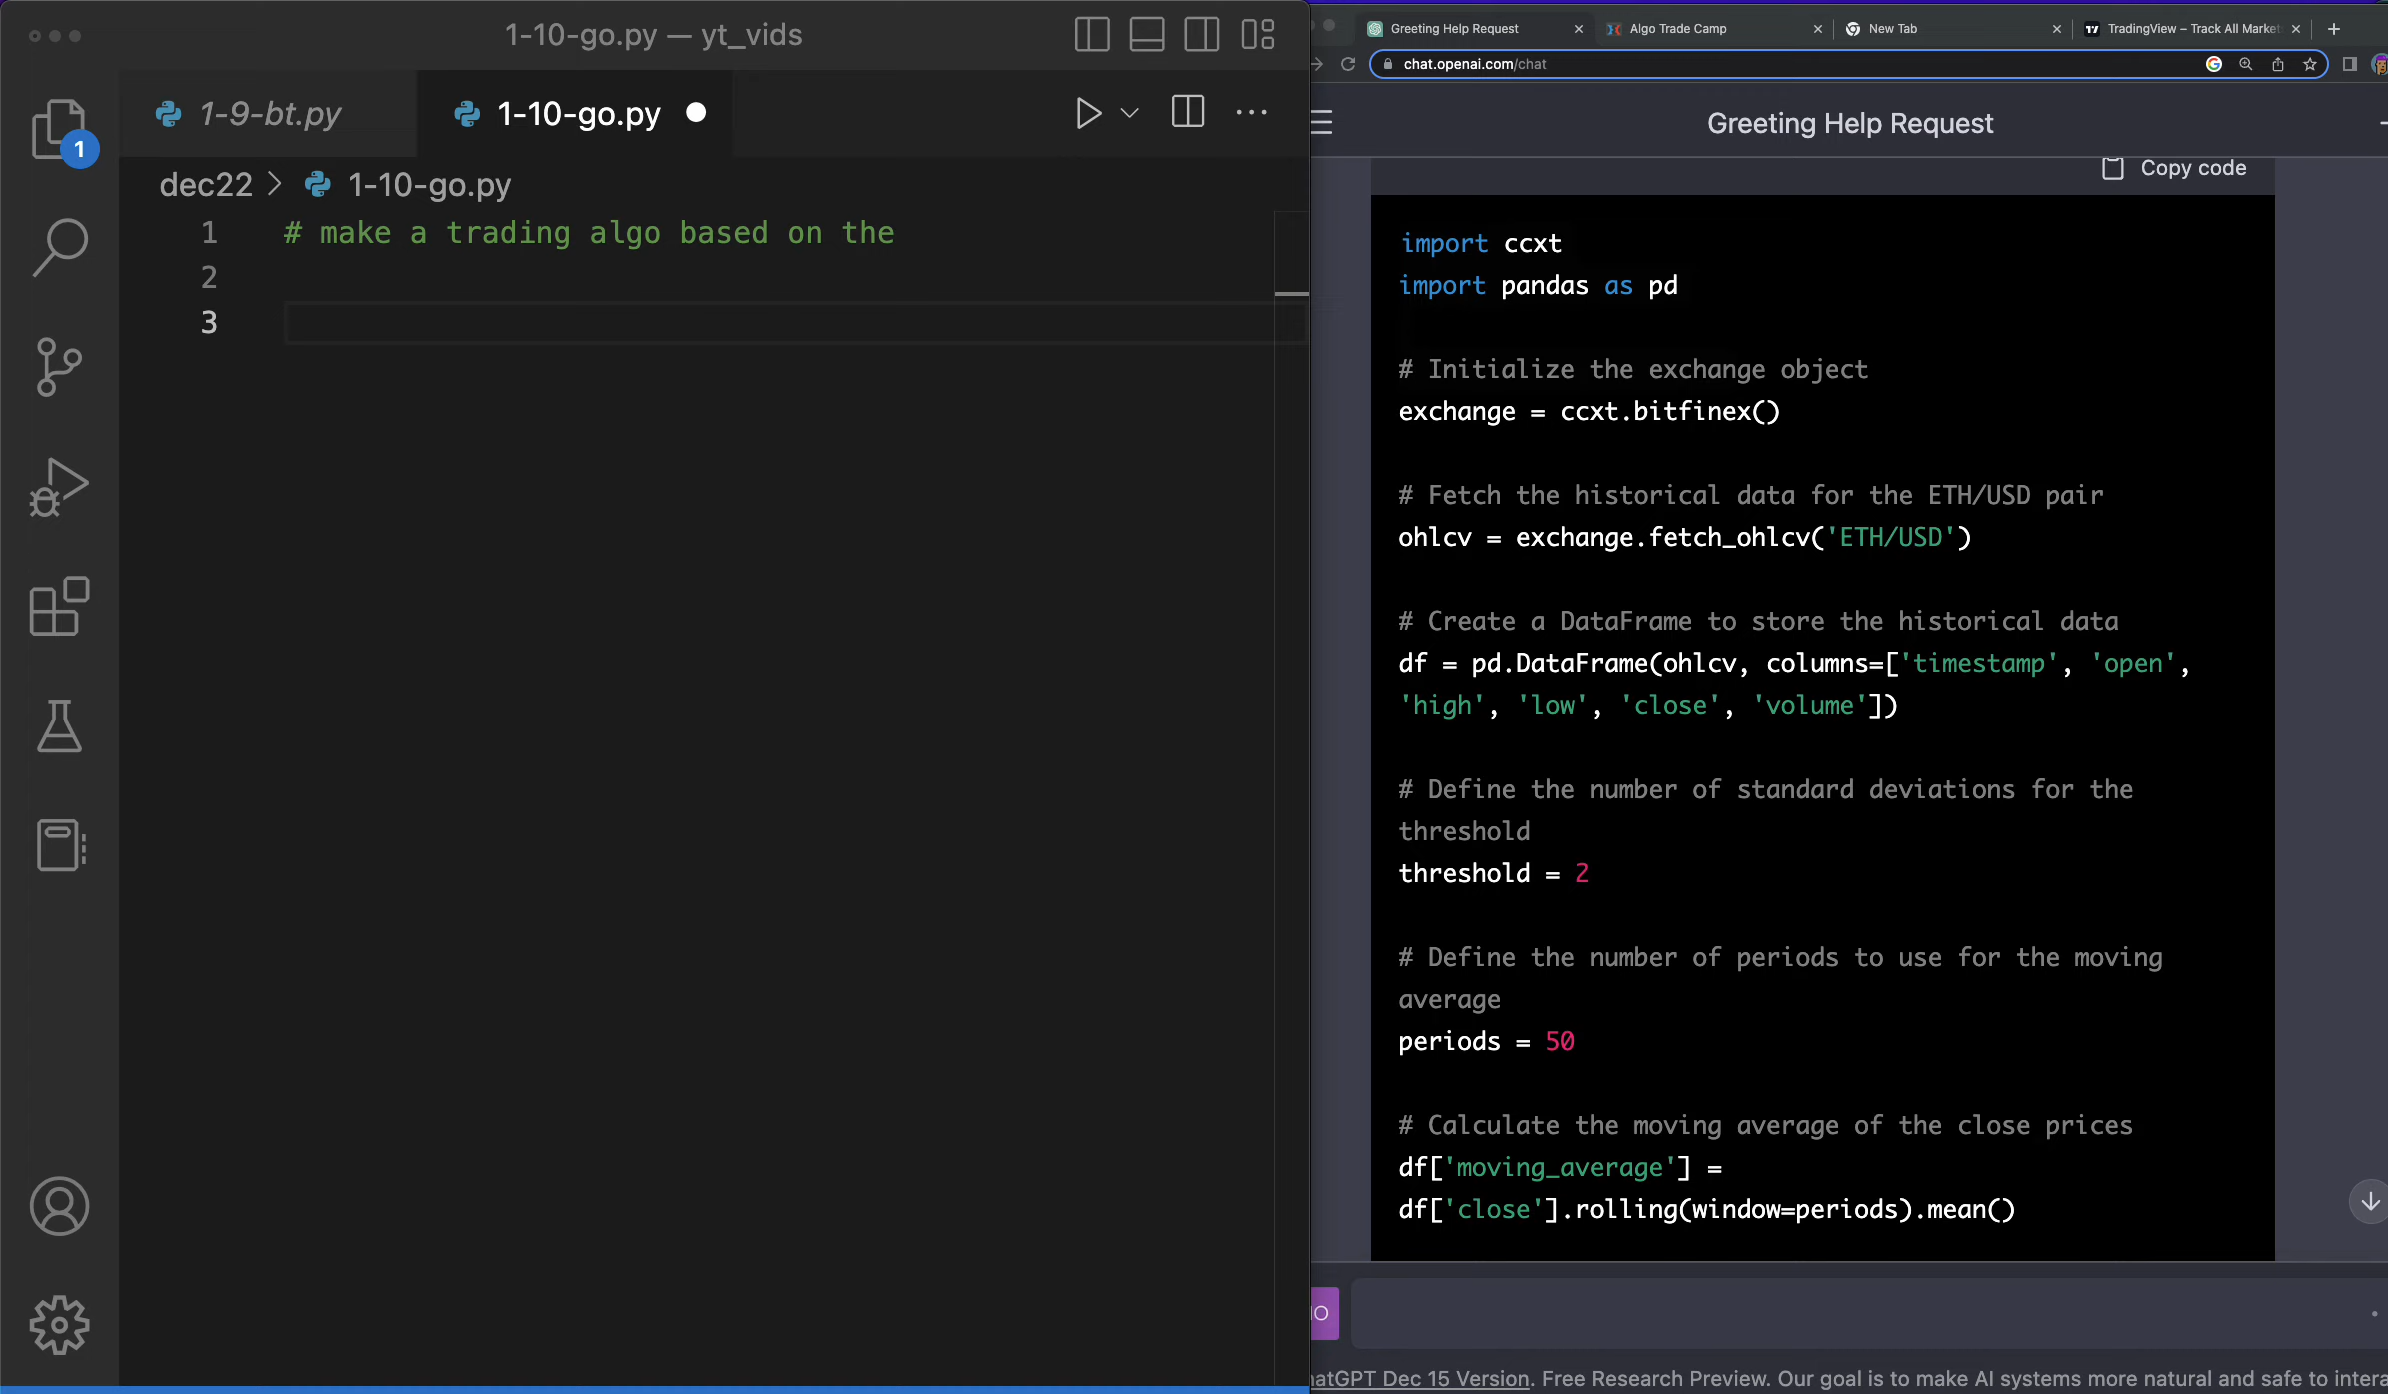 1-10-go.py — yt_vids
1-9-bt.py
1-10-go.py
1
dec22 > 1-10-go.py
1 # make a trading algo based on the
2
3
Greeting Help Request
Algo Trade Camp
New Tab
TradingView – Track All Market
chat.openai.com/chat
Greeting Help Request
Copy code
import ccxt
import pandas as pd
# Initialize the exchange object
exchange = ccxt.bitfinex()
# Fetch the historical data for the ETH/USD pair
ohlcv = exchange.fetch_ohlcv('ETH/USD')
# Create a DataFrame to store the historical data
df = pd.DataFrame(ohlcv, columns=['timestamp', 'open',
'high', 'low', 'close', 'volume'])
# Define the number of standard deviations for the
threshold
threshold = 2
# Define the number of periods to use for the moving
average
periods = 50
# Calculate the moving average of the close prices
df['moving_average'] =
df['close'].rolling(window=periods).mean()
IO
hatGPT Dec 15 Version. Free Research Preview. Our goal is to make AI systems more natural and safe to intera